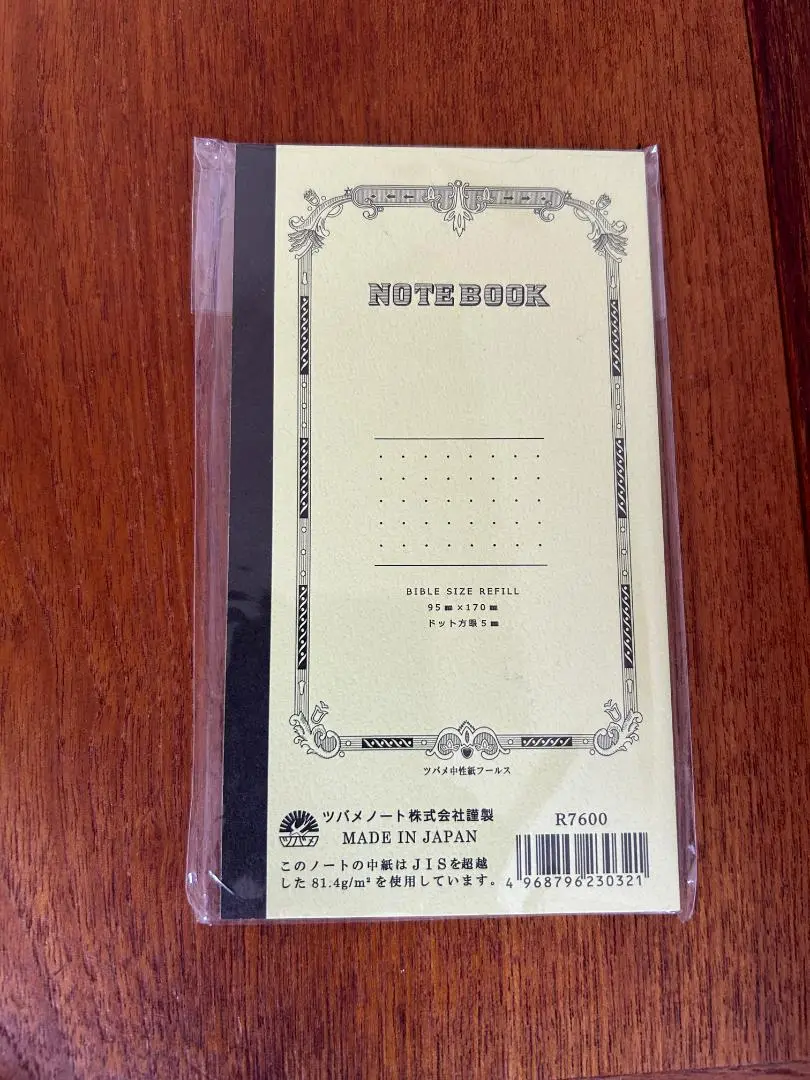 NOTEBOOK
BIBLE SIZE REFILL
95㎜×170㎜
ドット方眼5㎜
ツバメ中性紙フールス
ツバメ
ツバメノート株式会社謹製
MADE IN JAPAN
R7600
このノートの中紙はJISを超越
した81.4g/m²を使用しています。
4 968796 230321